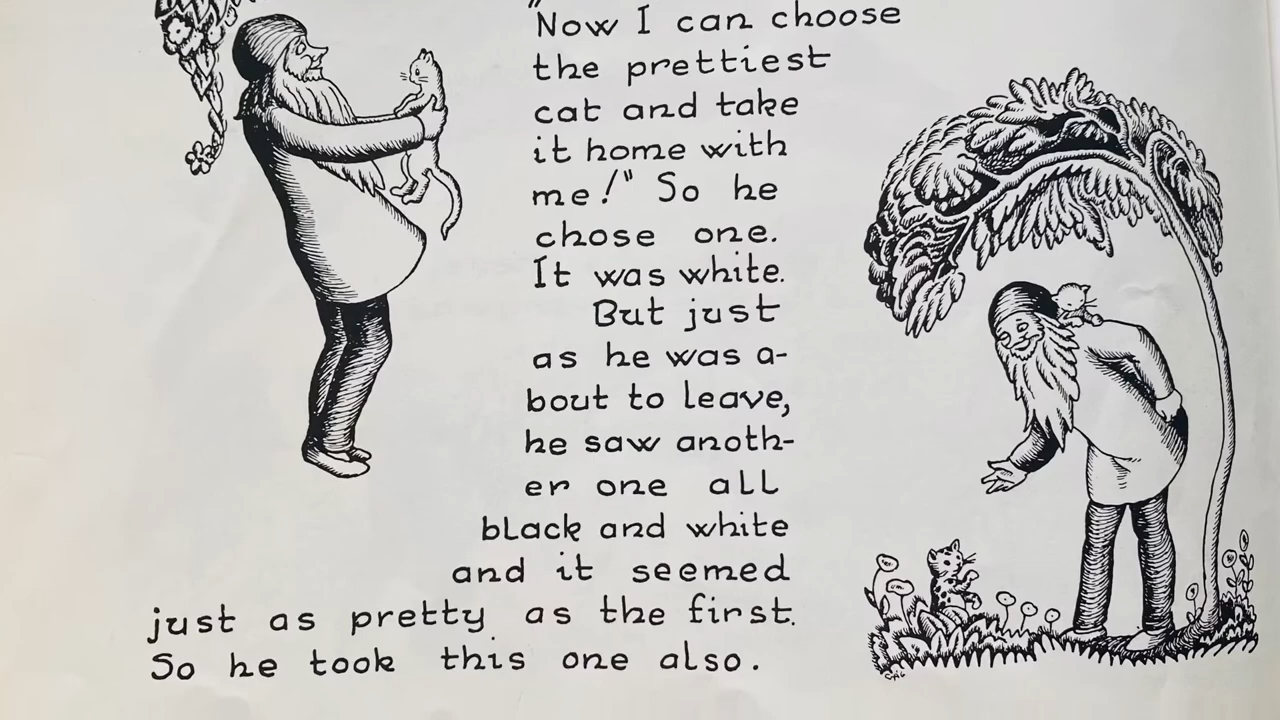 "Now I can choose
the prettiest
cat and take
it home with
me!" So he
chose one.
It was white.
But just
as he was a-
bout to leave,
he saw anoth-
er one all
black and white
and it seemed
just as pretty as the first.
So he took this one also.